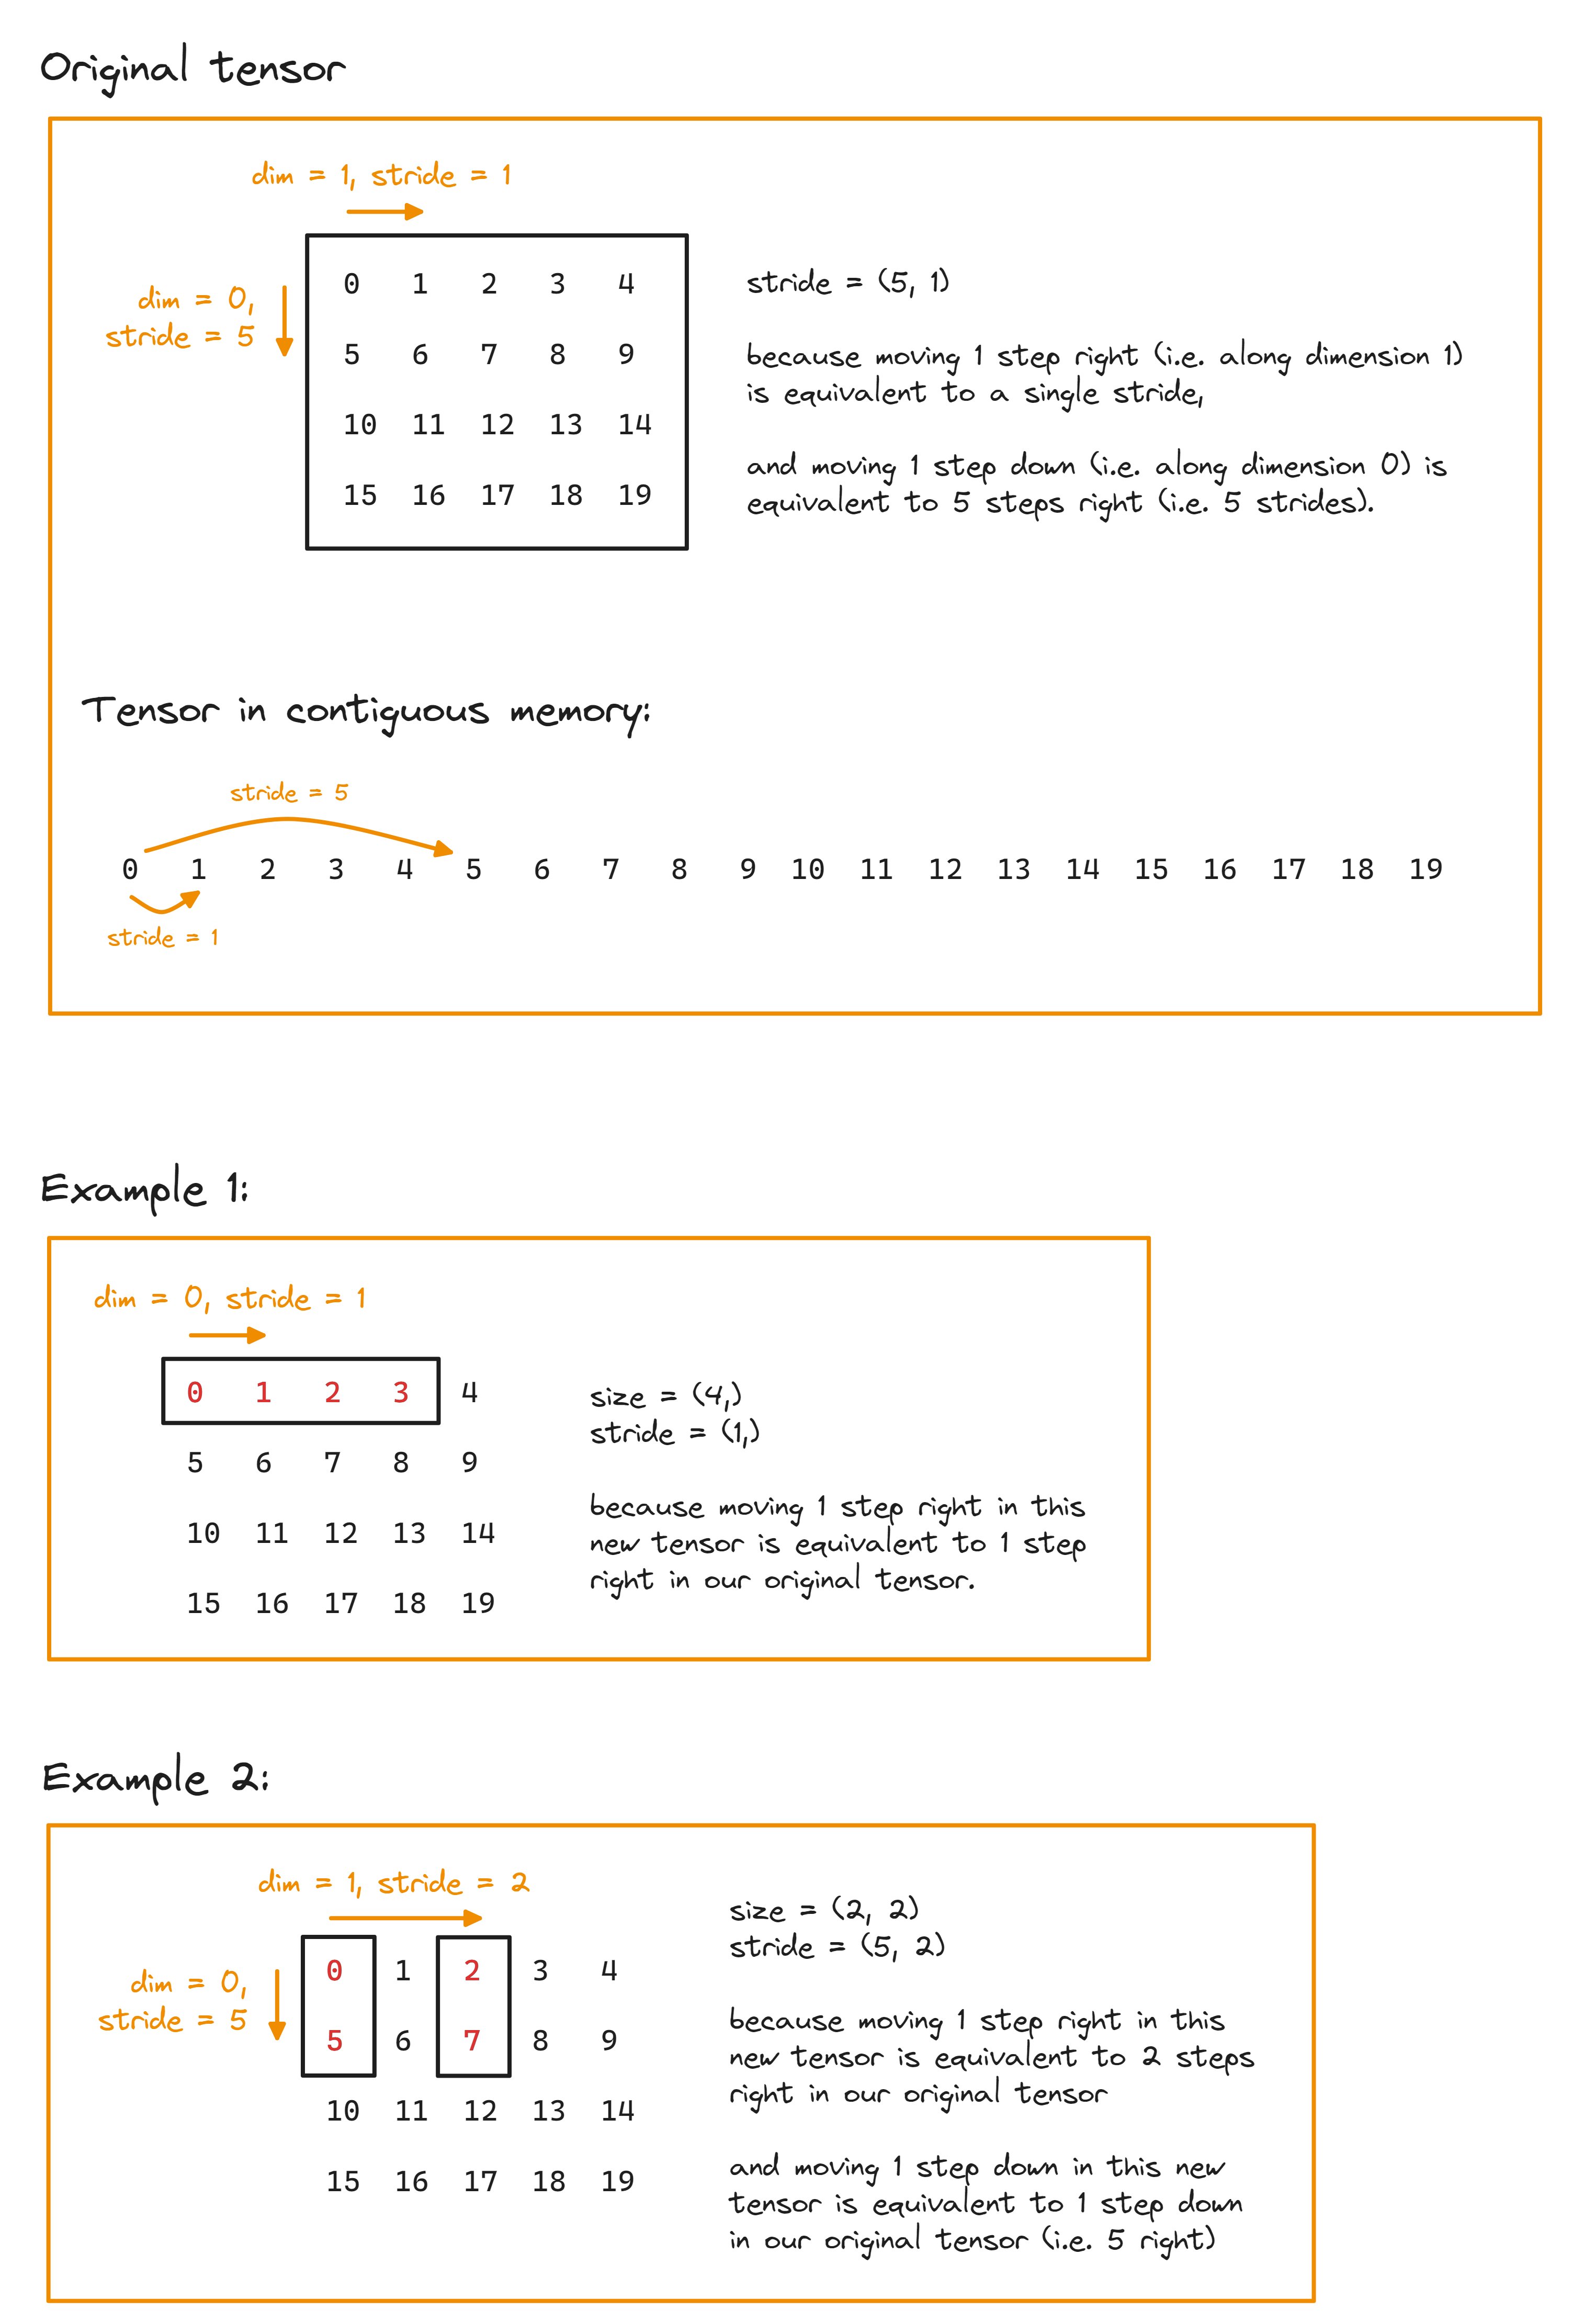 Original tensor
dim = 1, stride = 1
dim = 0,
stride = 5
0 1 2 3 4
5 6 7 8 9
10 11 12 13 14
15 16 17 18 19
stride = (5, 1)
because moving 1 step right (i.e. along dimension 1)
is equivalent to a single stride,
and moving 1 step down (i.e. along dimension 0) is
equivalent to 5 steps right (i.e. 5 strides).
Tensor in contiguous memory:
stride = 5
0 1 2 3 4 5 6 7 8 9 10 11 12 13 14 15 16 17 18 19
stride = 1
Example 1:
dim = 0, stride = 1
0 1 2 3 4
5 6 7 8 9
10 11 12 13 14
15 16 17 18 19
size = (4,)
stride = (1,)
because moving 1 step right in this
new tensor is equivalent to 1 step
right in our original tensor.
Example 2:
dim = 1, stride = 2
dim = 0,
stride = 5
0 1 2 3 4
5 6 7 8 9
10 11 12 13 14
15 16 17 18 19
size = (2, 2)
stride = (5, 2)
because moving 1 step right in this
new tensor is equivalent to 2 steps
right in our original tensor
and moving 1 step down in this new
tensor is equivalent to 1 step down
in our original tensor (i.e. 5 right)